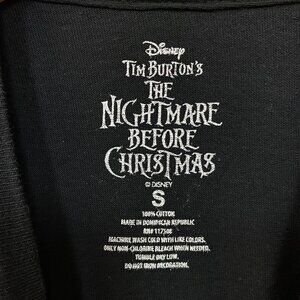 Disney
TIM BURTON'S
THE
NIGHTMARE
BEFORE
CHRISTMAS
© DISNEY
S
100% COTTON
MADE IN DOMINICAN REPUBLIC
RN# 117508
MACHINE WASH COLD WITH LIKE COLORS.
ONLY NON-CHLORINE BLEACH WHEN NEEDED.
TUMBLE DRY LOW.
DO NOT IRON DECORATION.